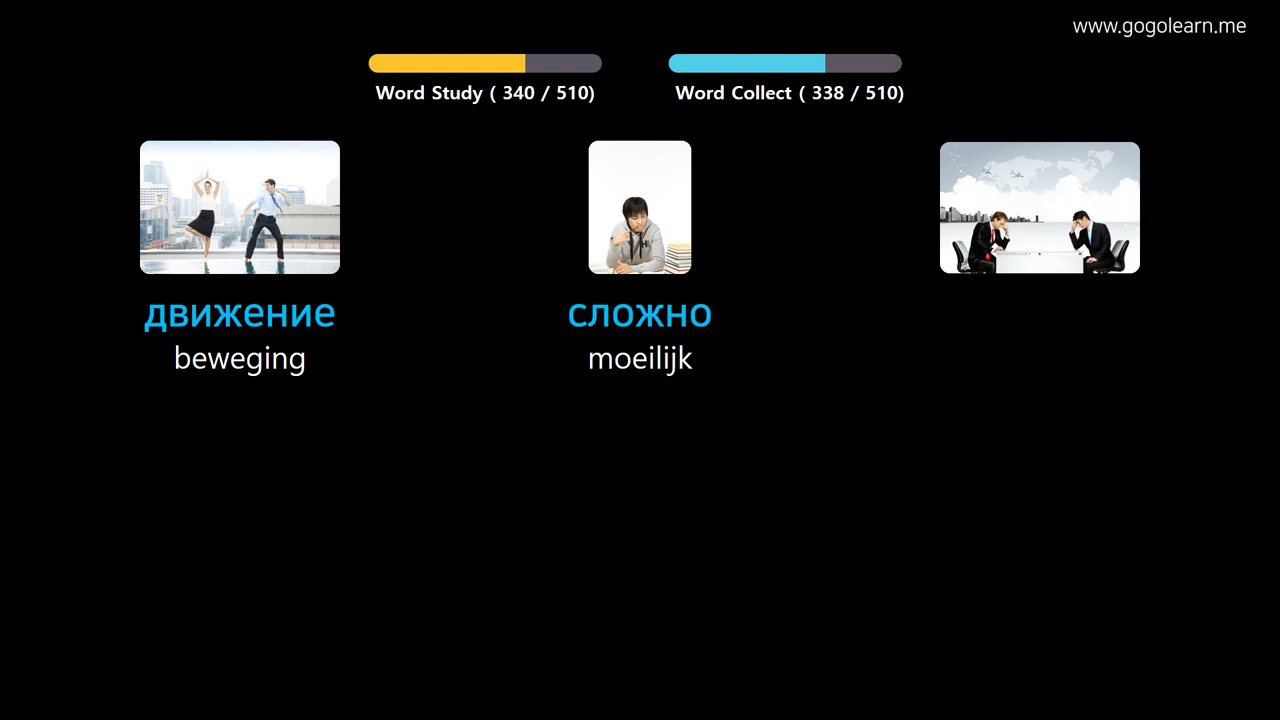 www.gogolearn.me
Word Study ( 340 / 510)
Word Collect ( 338 / 510)
движение
beweging
сложно
moeilijk